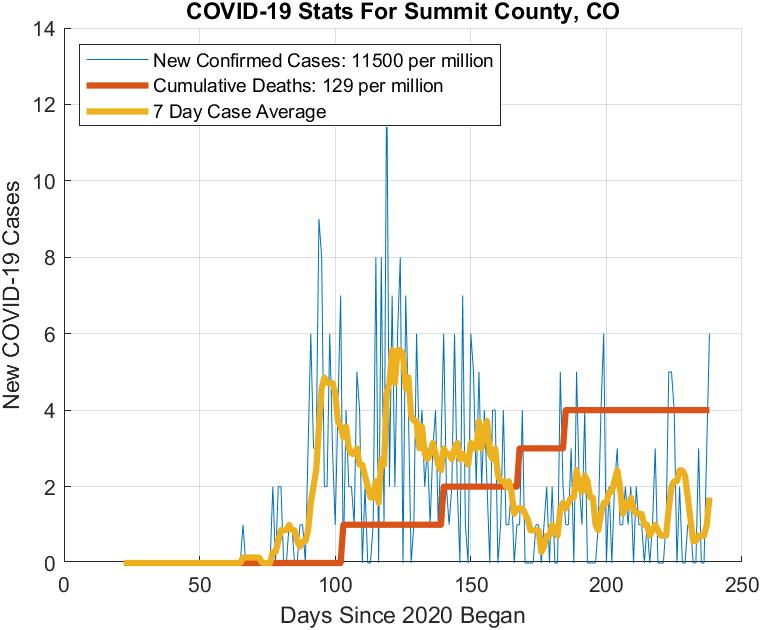 COVID-19 Stats For Summit County, CO
14
12
10
8
6
4
2
0
New COVID-19 Cases
New Confirmed Cases: 11500 per million
Cumulative Deaths: 129 per million
7 Day Case Average
0 50 100 150 200 250
Days Since 2020 Began